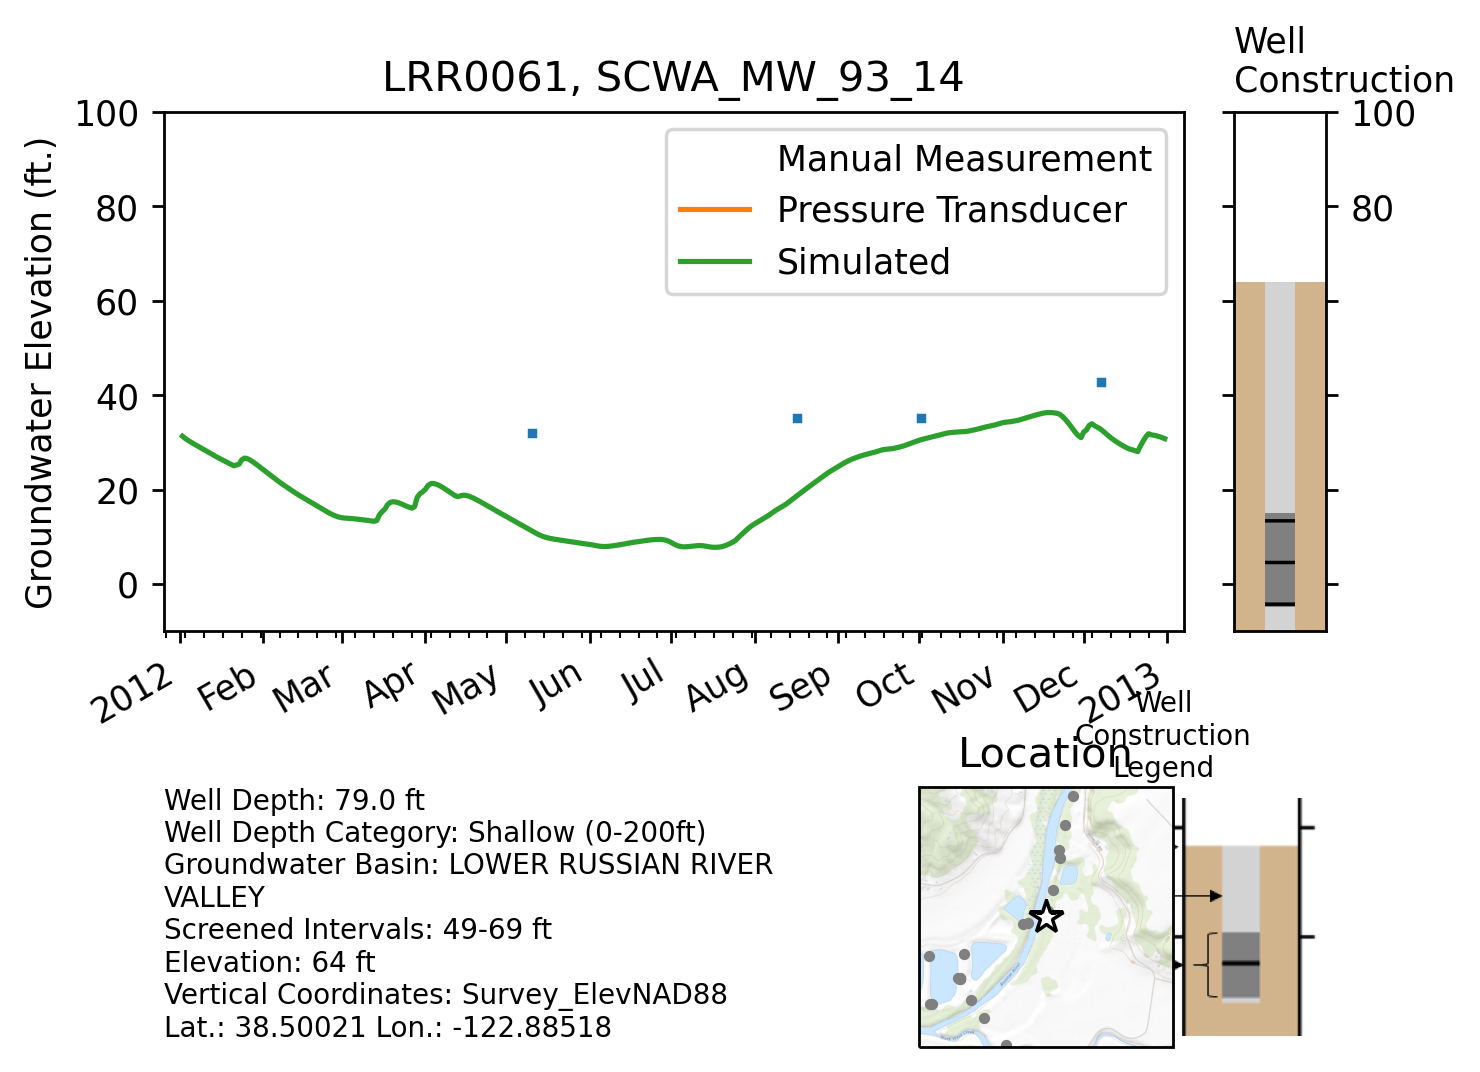 Well
Construction
LRR0061, SCWA_MW_93_14
Groundwater Elevation (ft.)
100
80
60
40
20
0
Manual Measurement
Pressure Transducer
Simulated
100
80
2012
Feb
Mar
Apr
May
Jun
Jul
Aug
Sep
Oct
Nov
Dec
2013
Well
Construction
Legend
Location
Well Depth: 79.0 ft
Well Depth Category: Shallow (0-200ft)
Groundwater Basin: LOWER RUSSIAN RIVER
VALLEY
Screened Intervals: 49-69 ft
Elevation: 64 ft
Vertical Coordinates: Survey_ElevNAD88
Lat.: 38.50021 Lon.: -122.88518